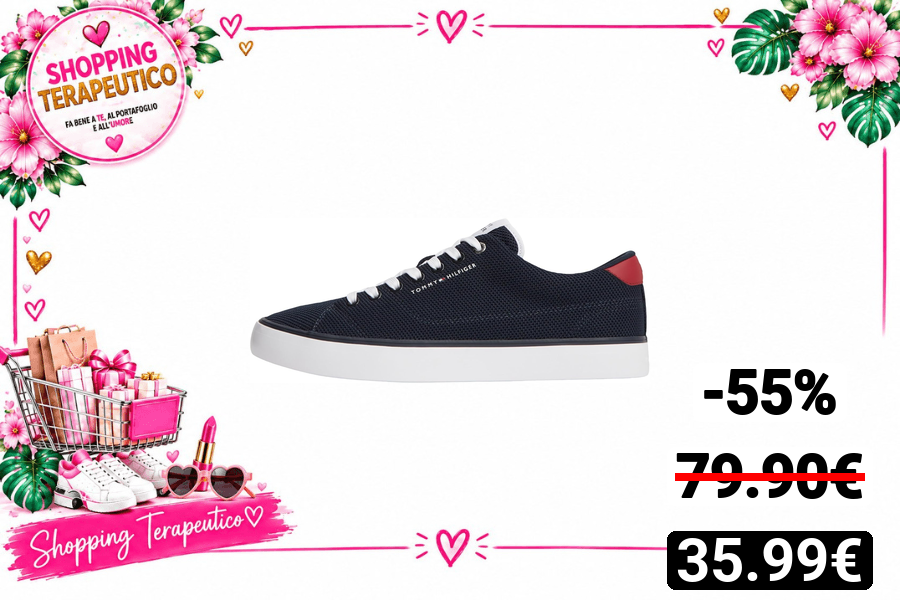 SHOPPING
TERAPEUTICO
FA BENE A TE, AL PORTAFOGLIO
E ALL'UMORE
TOMMY HILFIGER
-55%
79.90€
35.99€
Shopping Terapeutico